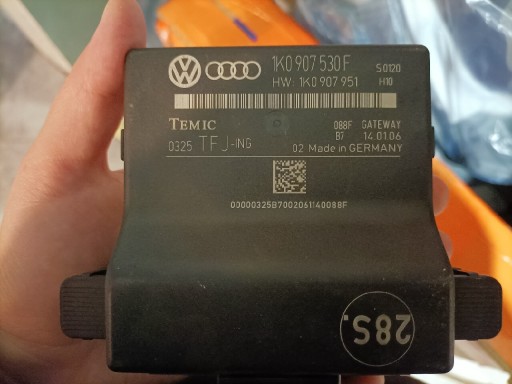 1K0 907 530 F
S0120
HW: 1K0 907 951
H10
TEMIC
088F GATEWAY
0325 TFJ-ING
B7 14.01.06
02 Made in GERMANY
00000325B7002061140088F
28S.